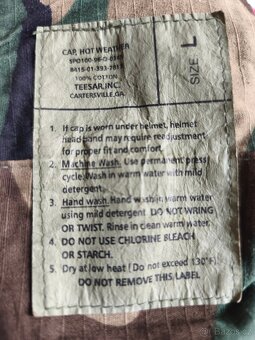 CAP, HOT WEATHER
100% COTTON
TEESAR, INC.
CARTERSVILLE, GA.
SIZE L
1. If cap is worn under helmet, helmet
head band may require readjustment
for proper fit and comfort.
2. Machine Wash. Use permanent press
cycle. Wash in warm water with mild
detergent.
3. Hand wash. Hand wash in warm water
using mild detergent. DO NOT WRING
OR TWIST. Rinse in clean warm water.
4. DO NOT USE CHLORINE BLEACH
OR STARCH.
5. Dry at low heat (Do not exceed 130°F).
DO NOT REMOVE THIS LABEL